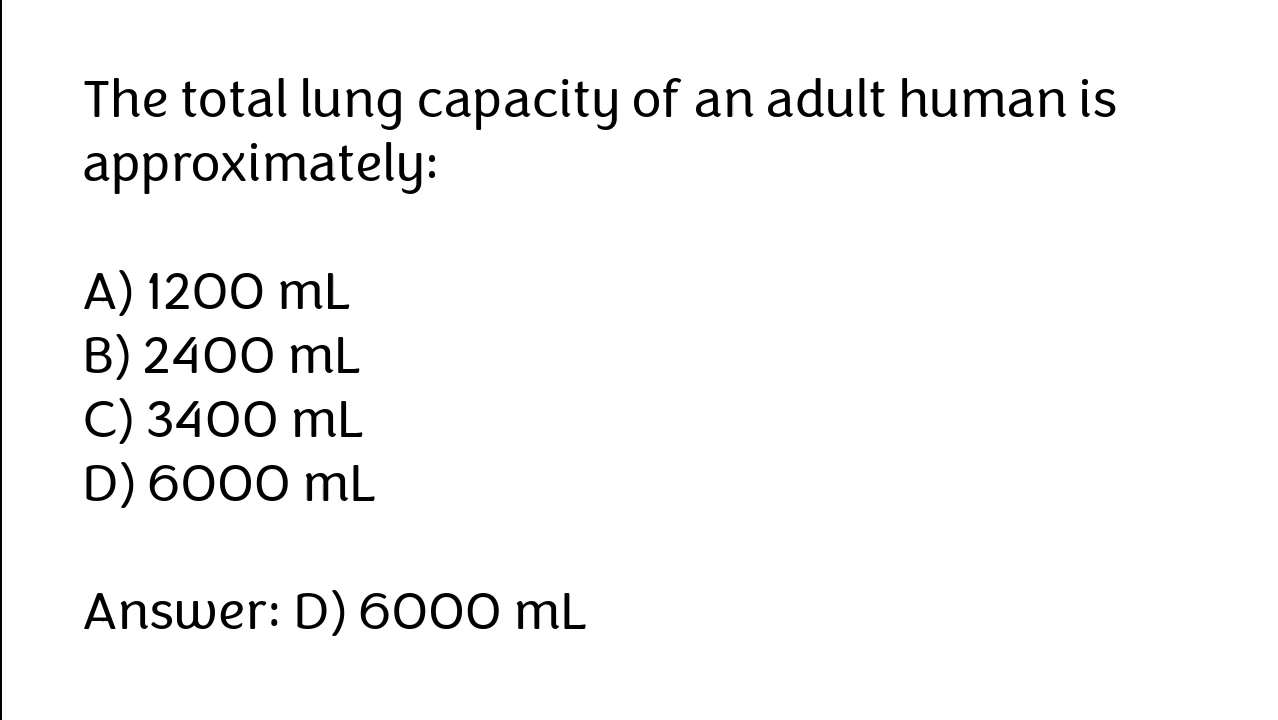 The total lung capacity of an adult human is
approximately:
A) 1200 mL
B) 2400 mL
C) 3400 mL
D) 6000 mL
Answer: D) 6000 mL